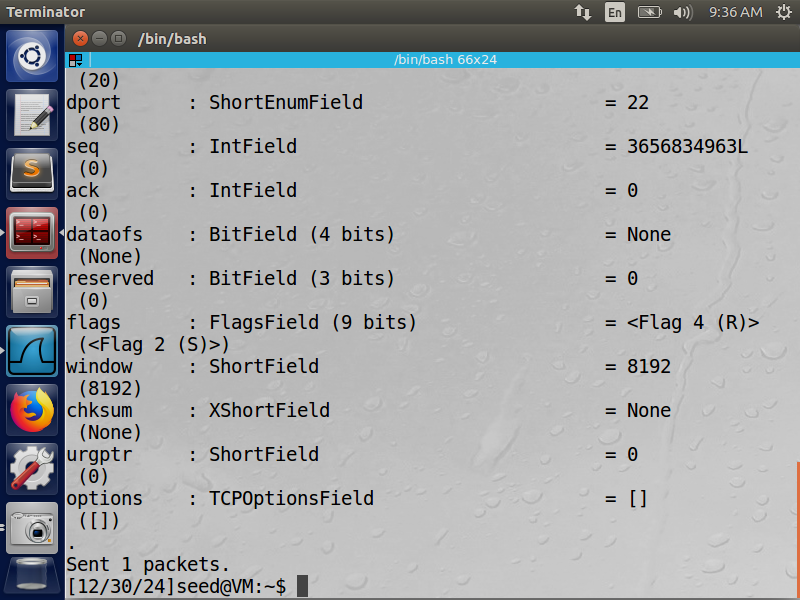 Terminator
En
9:36 AM
/bin/bash
/bin/bash 66x24
(20)
dport      : ShortEnumField                      = 22
(80)
seq        : IntField                            = 3656834963L
(0)
ack        : IntField                            = 0
(0)
dataofs    : BitField (4 bits)                   = None
(None)
reserved   : BitField (3 bits)                   = 0
(0)
flags      : FlagsField (9 bits)                 = <Flag 4 (R)>
(<Flag 2 (S)>)
window     : ShortField                          = 8192
(8192)
chksum     : XShortField                         = None
(None)
urgptr     : ShortField                          = 0
(0)
options    : TCPOptionsField                     = []
([])
.
Sent 1 packets.
[12/30/24]seed@VM:~$